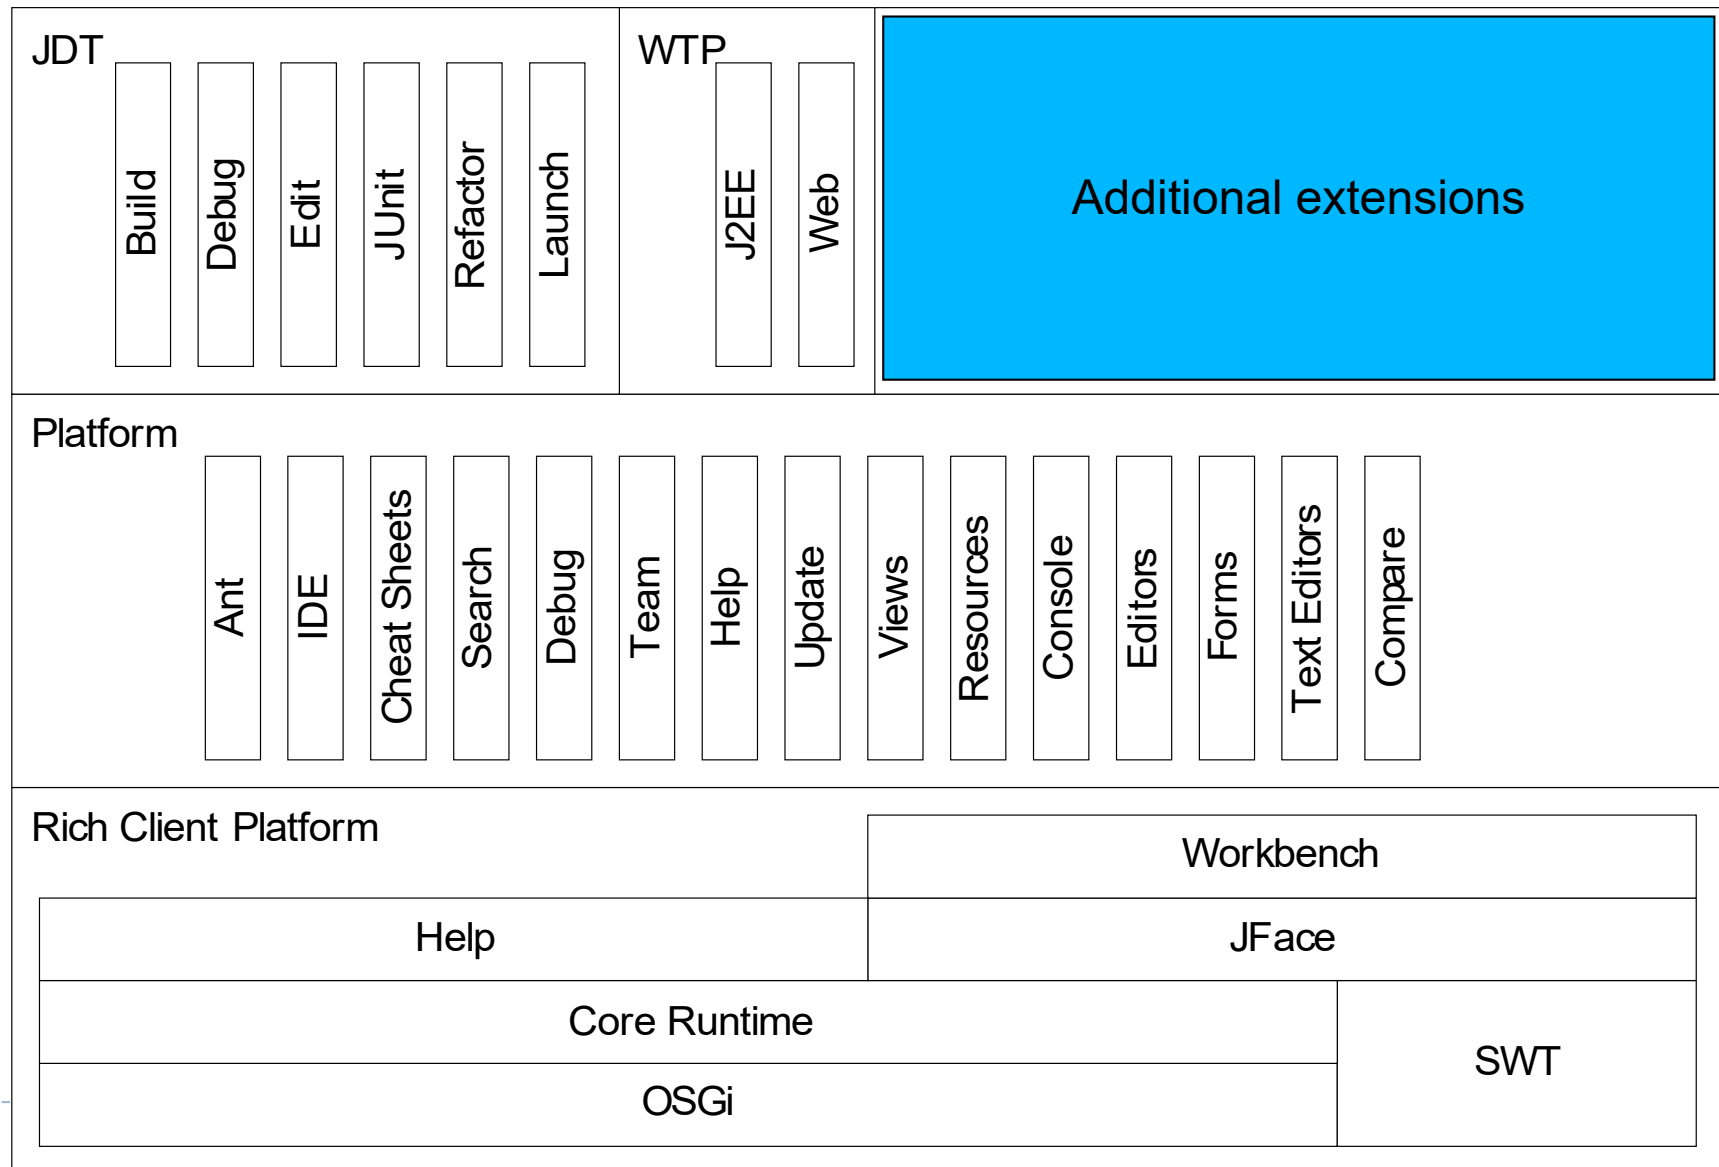 JDT
Build
Debug
Edit
JUnit
Refactor
Launch
WTP
J2EE
Web
Additional extensions
Platform
Ant
IDE
Cheat Sheets
Search
Debug
Team
Help
Update
Views
Resources
Console
Editors
Forms
Text Editors
Compare
Rich Client Platform
Workbench
Help
JFace
Core Runtime
SWT
OSGi